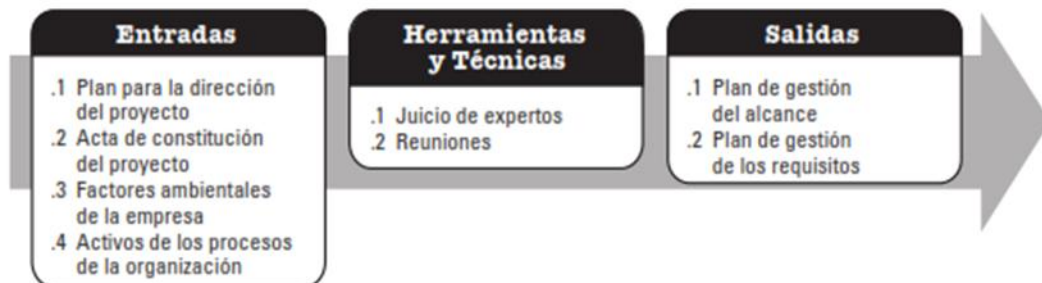 Entradas
.1 Plan para la dirección
del proyecto
.2 Acta de constitución
del proyecto
.3 Factores ambientales
de la empresa
.4 Activos de los procesos
de la organización
Herramientas
y Técnicas
.1 Juicio de expertos
.2 Reuniones
Salidas
.1 Plan de gestión
del alcance
.2 Plan de gestión
de los requisitos